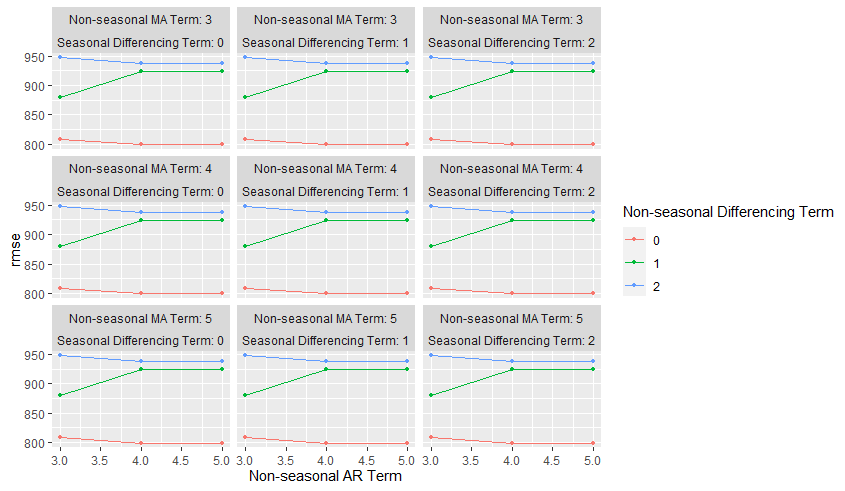 Non-seasonal MA Term: 3 Non-seasonal MA Term: 3 Non-seasonal MA Term: 3
Seasonal Differencing Term: 0 Seasonal Differencing Term: 1 Seasonal Differencing Term: 2
950
900
850
800
Non-seasonal MA Term: 4 Non-seasonal MA Term: 4 Non-seasonal MA Term: 4
Seasonal Differencing Term: 0 Seasonal Differencing Term: 1 Seasonal Differencing Term: 2
950
900
850
800
Non-seasonal MA Term: 5 Non-seasonal MA Term: 5 Non-seasonal MA Term: 5
Seasonal Differencing Term: 0 Seasonal Differencing Term: 1 Seasonal Differencing Term: 2
950
900
850
800
3.0 3.5 4.0 4.5 5.0 3.0 3.5 4.0 4.5 5.0 3.0 3.5 4.0 4.5 5.0
Non-seasonal AR Term
rmse
Non-seasonal Differencing Term
0
1
2